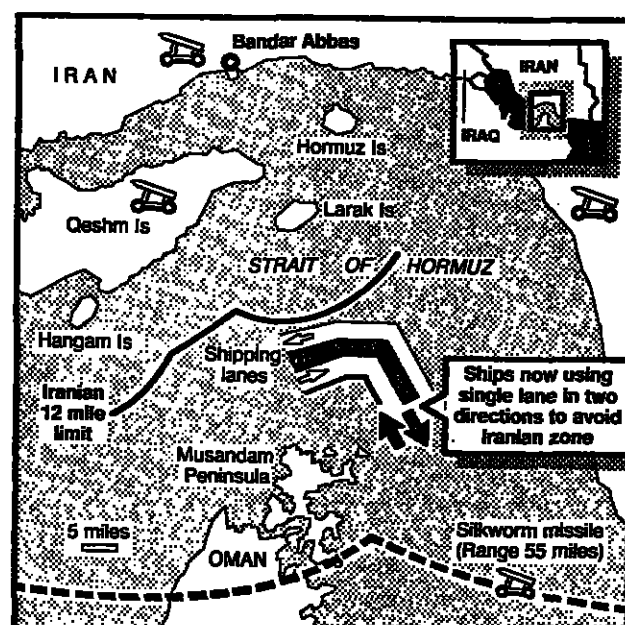 IRAN
Bandar Abbas
IRAN
IRAQ
Hormuz Is
Qeshm Is
Larak Is
STRAIT OF HORMUZ
Hangam Is
Shipping
lanes
Iranian
12 mile
limit
Ships now using
single lane in two
directions to avoid
Iranian zone
Musandam
Peninsula
5 miles
OMAN
Silkworm missile
(Range 55 miles)